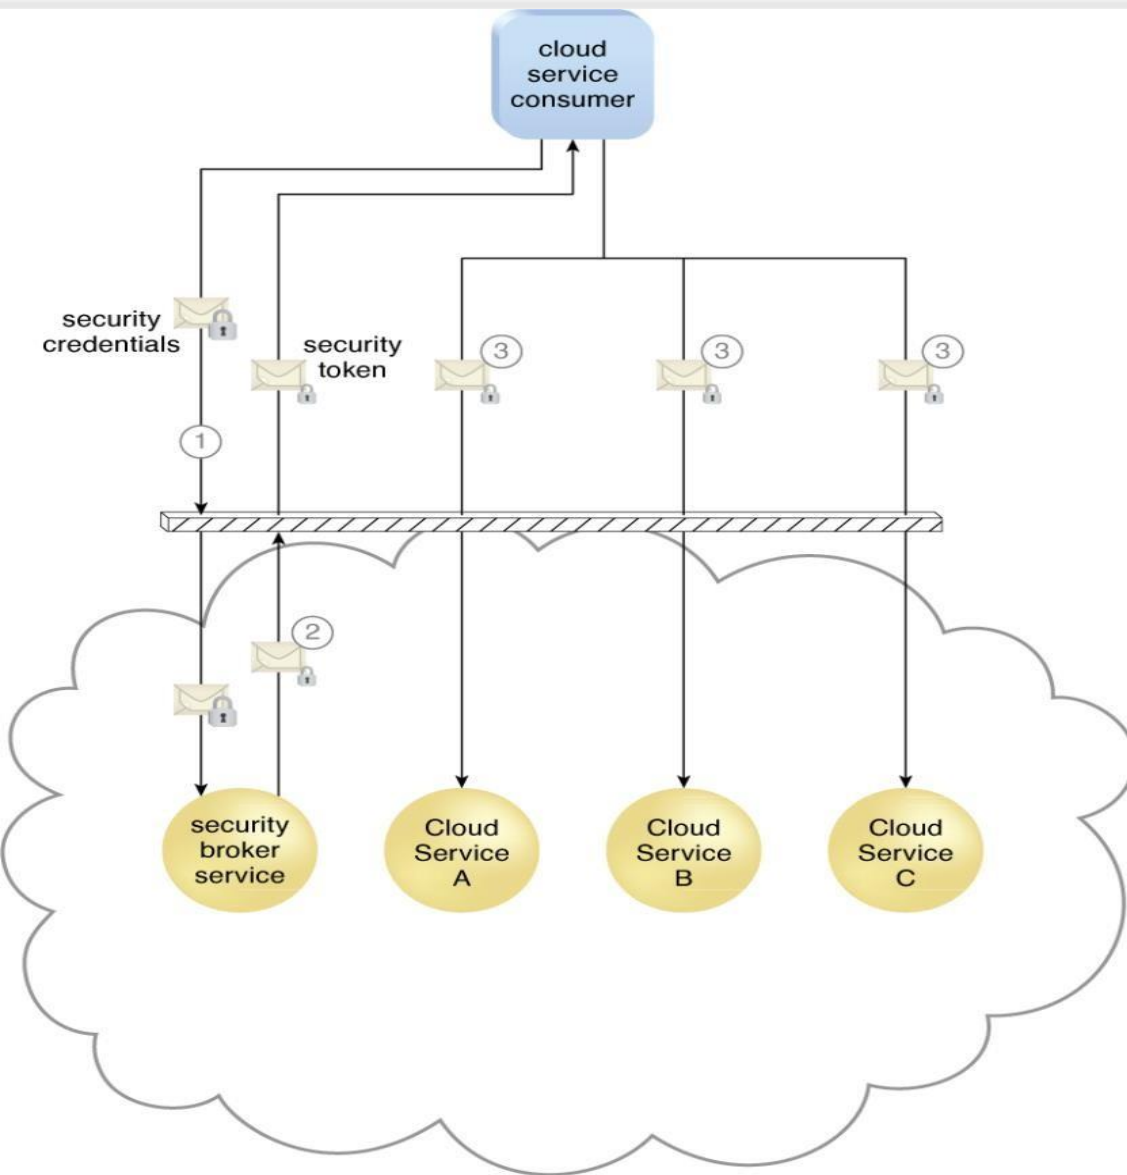 cloud
service
consumer
security
credentials
security
token
3
3
3
1
2
security
broker
service
Cloud
Service
A
Cloud
Service
B
Cloud
Service
C